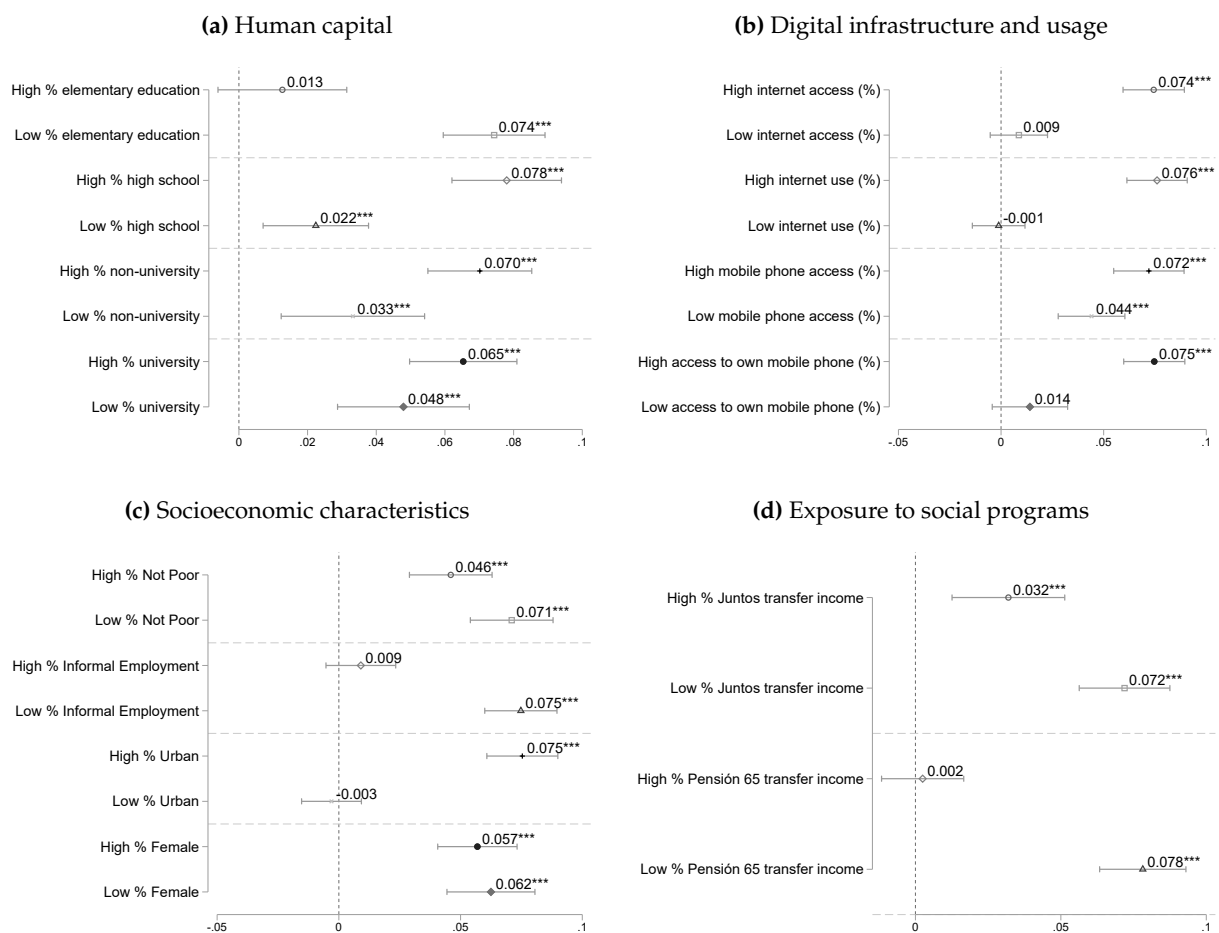 (a) Human capital
High % elementary education
0.013
Low % elementary education
0.074***
High % high school
0.078***
Low % high school
0.022***
High % non-university
0.070***
Low % non-university
0.033***
High % university
0.065***
Low % university
0.048***
0 .02 .04 .06 .08 .1
(b) Digital infrastructure and usage
High internet access (%)
0.074***
Low internet access (%)
0.009
High internet use (%)
0.076***
Low internet use (%)
-0.001
High mobile phone access (%)
0.072***
Low mobile phone access (%)
0.044***
High access to own mobile phone (%)
0.075***
Low access to own mobile phone (%)
0.014
-.05 0 .05 .1
(c) Socioeconomic characteristics
High % Not Poor
0.046***
Low % Not Poor
0.071***
High % Informal Employment
0.009
Low % Informal Employment
0.075***
High % Urban
0.075***
Low % Urban
-0.003
High % Female
0.057***
Low % Female
0.062***
-.05 0 .05 .1
(d) Exposure to social programs
High % Juntos transfer income
0.032***
Low % Juntos transfer income
0.072***
High % Pensión 65 transfer income
0.002
Low % Pensión 65 transfer income
0.078***
0 .05 .1